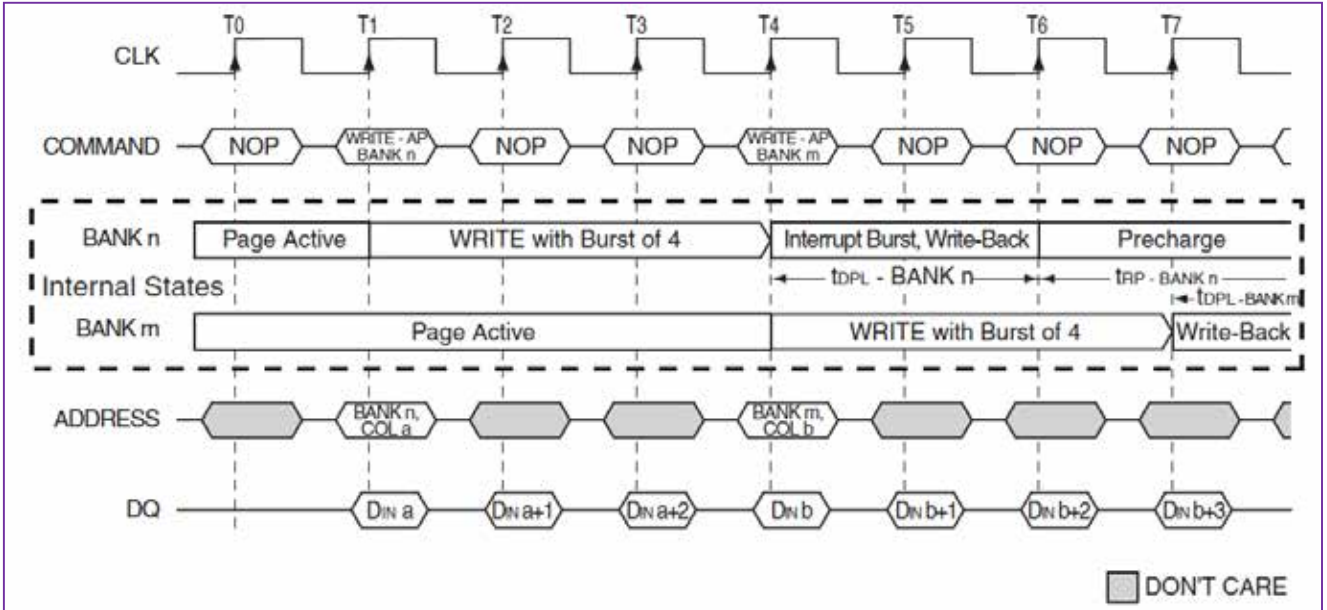 T0 T1 T2 T3 T4 T5 T6 T7
CLK
COMMAND NOP WRITE - AP BANK n NOP NOP WRITE - AP BANK m NOP NOP NOP
BANK n Page Active WRITE with Burst of 4 Interrupt Burst, Write-Back Precharge
Internal States tDPL - BANK n tRP - BANK n
tDPL - BANK m
BANK m Page Active WRITE with Burst of 4 Write-Back
ADDRESS BANK n, COL a BANK m, COL b
DQ DIN a DIN a+1 DIN a+2 DIN b DIN b+1 DIN b+2 DIN b+3
DON'T CARE